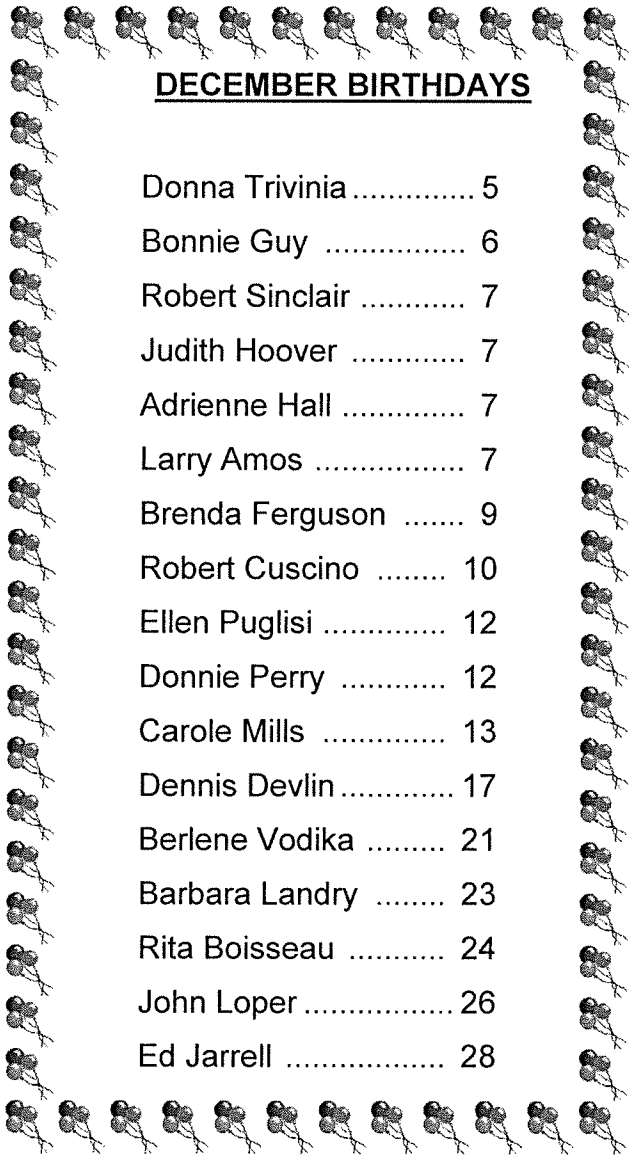 DECEMBER BIRTHDAYS
Donna Trivinia .............. 5
Bonnie Guy ................ 6
Robert Sinclair ............ 7
Judith Hoover ............. 7
Adrienne Hall .............. 7
Larry Amos ................. 7
Brenda Ferguson ....... 9
Robert Cuscino ........ 10
Ellen Puglisi .............. 12
Donnie Perry ............ 12
Carole Mills .............. 13
Dennis Devlin ............. 17
Berlene Vodika ......... 21
Barbara Landry ........ 23
Rita Boisseau ........... 24
John Loper ................. 26
Ed Jarrell .................. 28